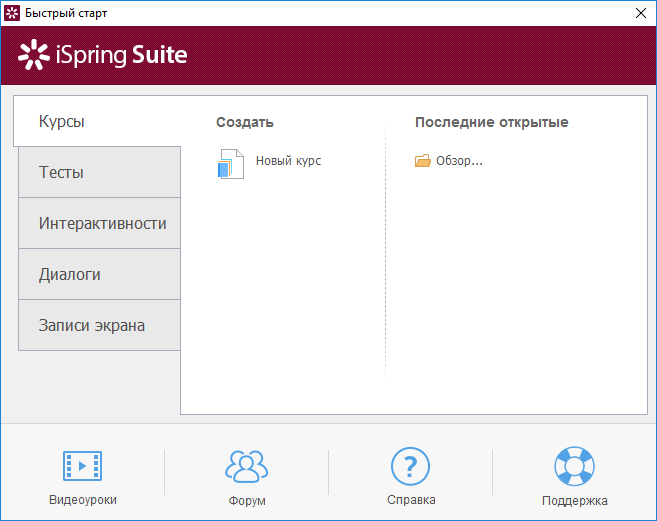 Быстрый старт
iSpring Suite
Курсы
Тесты
Интерактивности
Диалоги
Записи экрана
Создать
Новый курс
Последние открытые
Обзор...
Видеоуроки
Форум
Справка
Поддержка